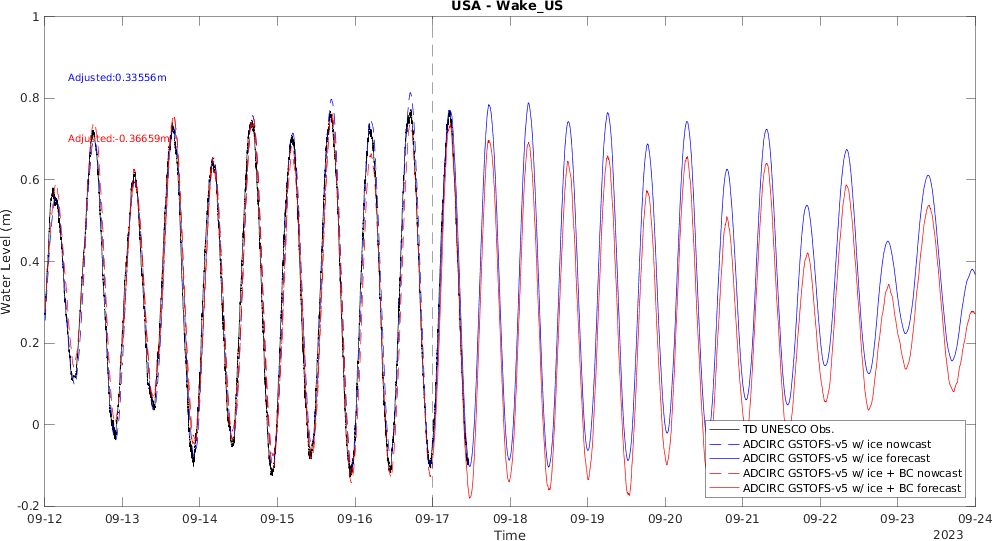 USA - Wake_US
1
0.8
0.6
0.4
0.2
0
-0.2
Water Level (m)
Adjusted:0.33556m
Adjusted:-0.36659m
TD UNESCO Obs.
ADCIRC GSTOFS-v5 w/ ice nowcast
ADCIRC GSTOFS-v5 w/ ice forecast
ADCIRC GSTOFS-v5 w/ ice + BC nowcast
ADCIRC GSTOFS-v5 w/ ice + BC forecast
09-12 09-13 09-14 09-15 09-16 09-17 09-18 09-19 09-20 09-21 09-22 09-23 09-24
Time
2023